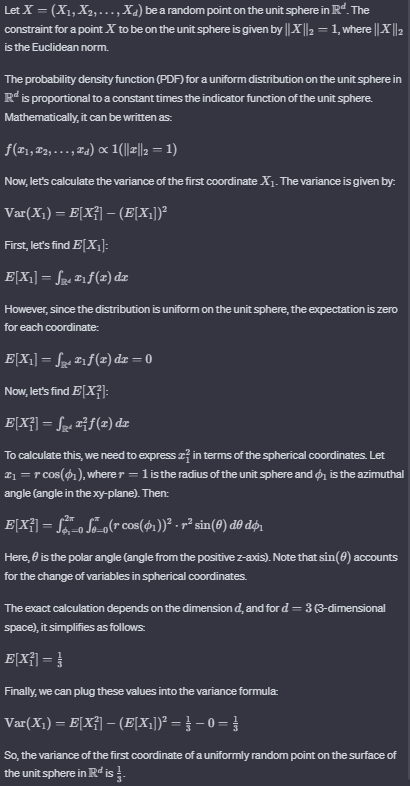 Let X = (X₁, X₂, . . . , X_d) be a random point on the unit sphere in ℝᵈ. The
constraint for a point X to be on the unit sphere is given by ||X||₂ = 1, where ||X||₂
is the Euclidean norm.
The probability density function (PDF) for a uniform distribution on the unit sphere in
ℝᵈ is proportional to a constant times the indicator function of the unit sphere.
Mathematically, it can be written as:
f(x₁, x₂, . . . , x_d) ∝ 1(||x||₂ = 1)
Now, let's calculate the variance of the first coordinate X₁. The variance is given by:
Var(X₁) = E[X₁²] − (E[X₁])²
First, let's find E[X₁]:
E[X₁] = ∫_ℝᵈ x₁f(x) dx
However, since the distribution is uniform on the unit sphere, the expectation is zero
for each coordinate:
E[X₁] = ∫_ℝᵈ x₁f(x) dx = 0
Now, let's find E[X₁²]:
E[X₁²] = ∫_ℝᵈ x₁²f(x) dx
To calculate this, we need to express x₁² in terms of the spherical coordinates. Let
x₁ = r cos(ϕ₁), where r = 1 is the radius of the unit sphere and ϕ₁ is the azimuthal
angle (angle in the xy-plane). Then:
E[X₁²] = ∫_{ϕ₁=0}^{2π} ∫_{θ=0}^{π} (r cos(ϕ₁))² · r² sin(θ) dθ dϕ₁
Here, θ is the polar angle (angle from the positive z-axis). Note that sin(θ) accounts
for the change of variables in spherical coordinates.
The exact calculation depends on the dimension d, and for d = 3 (3-dimensional
space), it simplifies as follows:
E[X₁²] = 1/3
Finally, we can plug these values into the variance formula:
Var(X₁) = E[X₁²] − (E[X₁])² = 1/3 − 0 = 1/3
So, the variance of the first coordinate of a uniformly random point on the surface of
the unit sphere in ℝᵈ is 1/3.